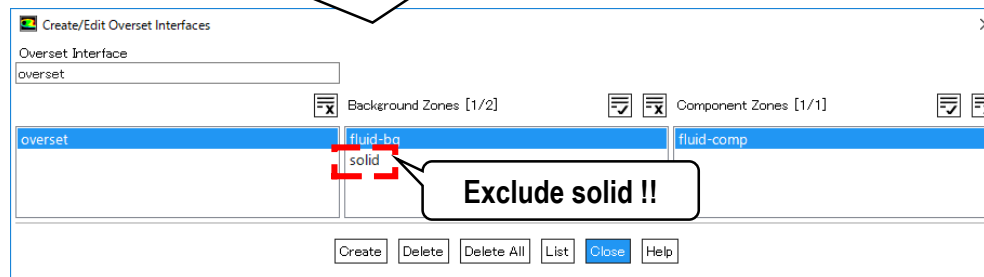 Create/Edit Overset Interfaces
Overset Interface
overset
Background Zones [1/2]
Component Zones [1/1]
overset
fluid-bg
fluid-comp
solid
Exclude solid !!
Create Delete Delete All List Close Help